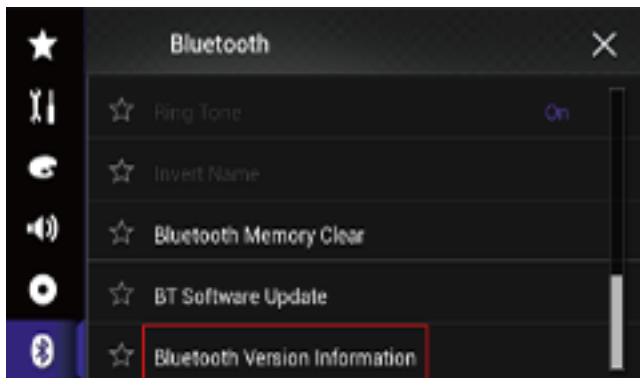 Bluetooth
Ring Tone On
Invert Name
Bluetooth Memory Clear
BT Software Update
Bluetooth Version Information